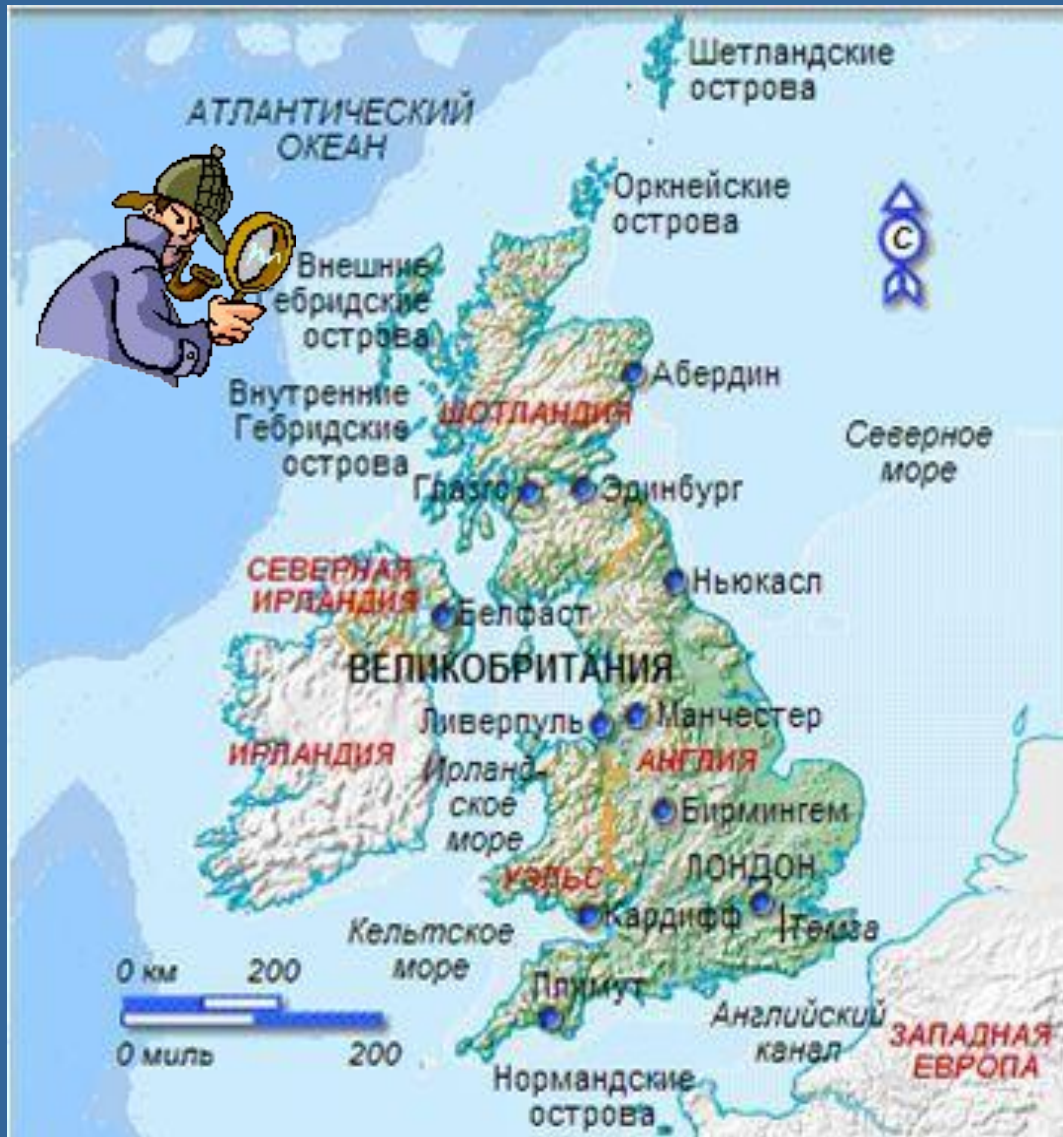 Шетландские
острова
АТЛАНТИЧЕСКИЙ
ОКЕАН
Оркнейские
острова
С
Внешние
Гебридские
острова
Абердин
Внутренние
Гебридские
острова
ШОТЛАНДИЯ
Северное
море
Глазго
Эдинбург
СЕВЕРНАЯ
ИРЛАНДИЯ
Ньюкасл
Белфаст
ВЕЛИКОБРИТАНИЯ
Ливерпуль
Манчестер
ИРЛАНДИЯ
АНГЛИЯ
Ирланд-
ское
море
Бирмингем
ЛОНДОН
УЭЛЬС
Кардифф
Темза
Кельтское
море
0 км 200
0 миль 200
Плимут
Английский
канал
ЗАПАДНАЯ
ЕВРОПА
Нормандские
острова